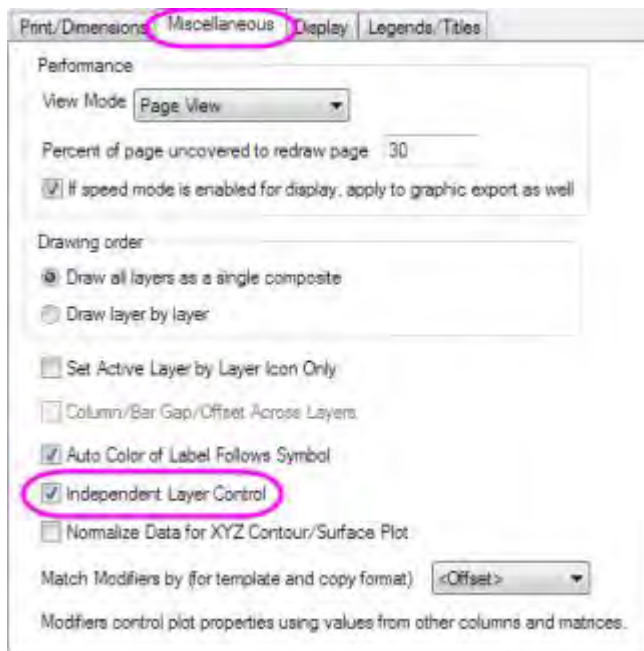 Print/Dimensions Miscellaneous Display Legends/Titles
Performance
View Mode Page View
Percent of page uncovered to redraw page 30
If speed mode is enabled for display, apply to graphic export as well
Drawing order
Draw all layers as a single composite
Draw layer by layer
Set Active Layer by Layer Icon Only
Column/Bar Gap/Offset Across Layers
Auto Color of Label Follows Symbol
Independent Layer Control
Normalize Data for XYZ Contour/Surface Plot
Match Modifiers by (for template and copy format) <Offset>
Modifiers control plot properties using values from other columns and matrices.